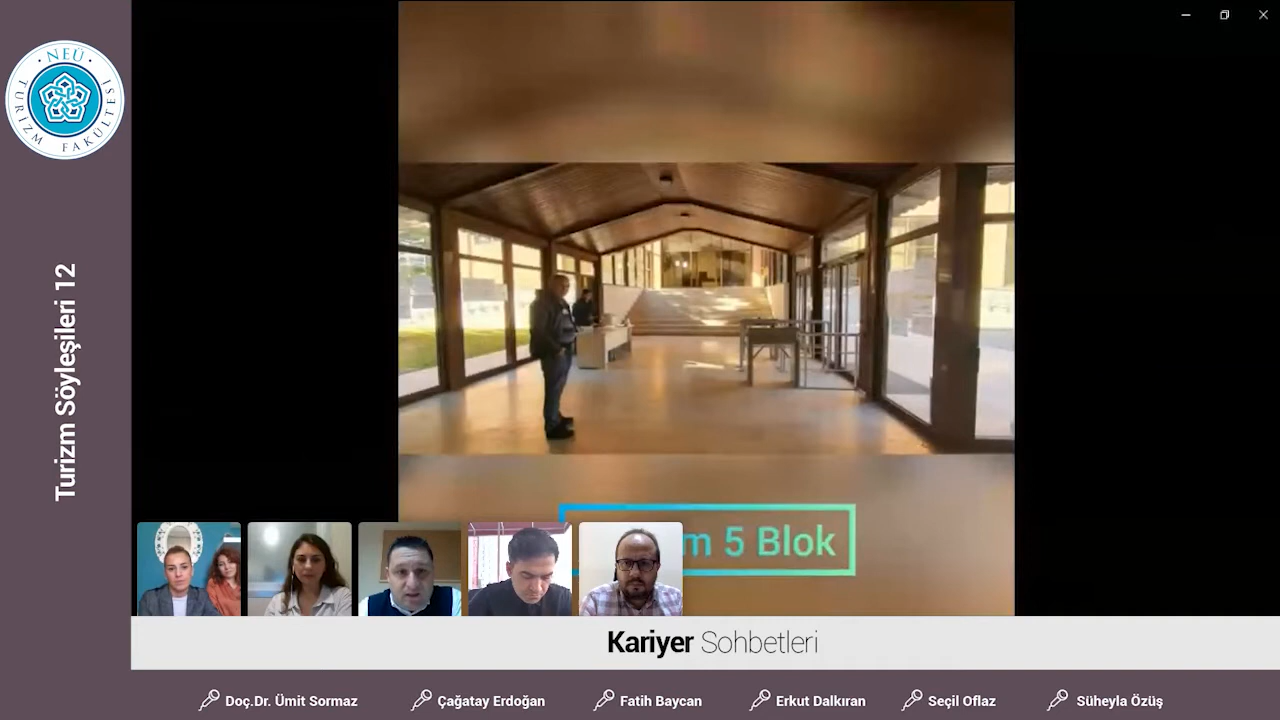 NEÜ
TURİZM FAKÜLTESİ
Turizm Söyleşileri 12
5 Blok
Kariyer Sohbetleri
Doç.Dr. Ümit Sormaz
Çağatay Erdoğan
Fatih Baycan
Erkut Dalkıran
Seçil Oflaz
Süheyla Özüş